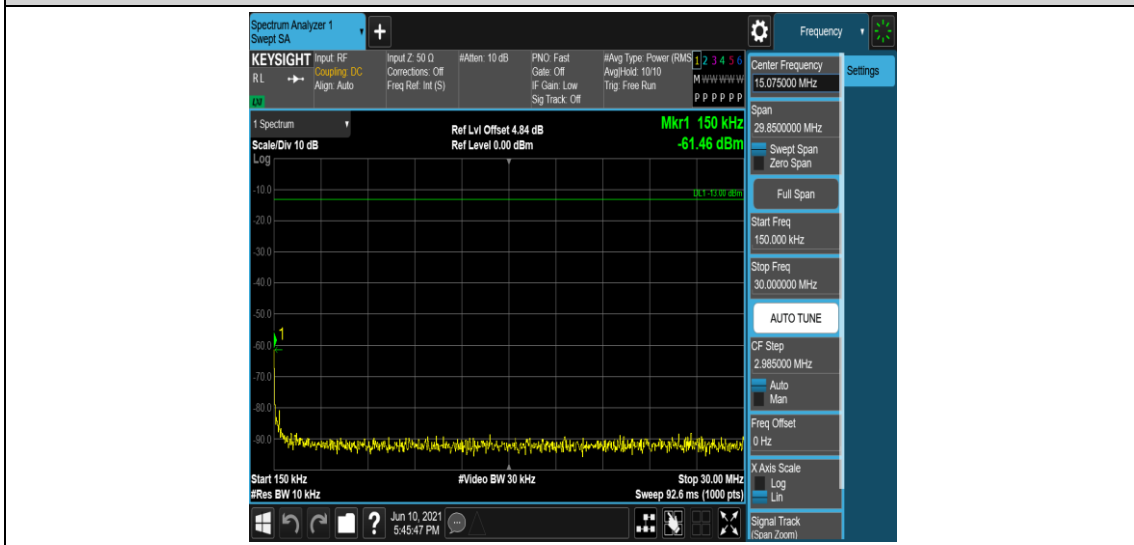 Spectrum Analyzer 1
Swept SA
+
Frequency
KEYSIGHT
RL
LXI
Input: RF
Coupling: DC
Align: Auto
Input Z: 50 Ω
Corrections: Off
Freq Ref: Int (S)
#Atten: 10 dB
PNO: Fast
Gate: Off
IF Gain: Low
Sig Track: Off
#Avg Type: Power (RMS
Avg|Hold: 10/10
Trig: Free Run
1 2 3 4 5 6
M W W W W W
P P P P P P
1 Spectrum
Scale/Div 10 dB
Ref Lvl Offset 4.84 dB
Ref Level 0.00 dBm
Mkr1 150 kHz
-61.46 dBm
Log
-10.0
DL1 -13.00 dBm
-20.0
-30.0
-40.0
-50.0
1
-60.0
-70.0
-80.0
-90.0
Start 150 kHz
#Video BW 30 kHz
Stop 30.00 MHz
#Res BW 10 kHz
Sweep 92.6 ms (1000 pts)
?
Jun 10, 2021
5:45:47 PM
Center Frequency
15.075000 MHz
Settings
Span
29.8500000 MHz
Swept Span
Zero Span
Full Span
Start Freq
150.000 kHz
Stop Freq
30.000000 MHz
AUTO TUNE
CF Step
2.985000 MHz
Auto
Man
Freq Offset
0 Hz
X Axis Scale
Log
Lin
Signal Track
(Span Zoom)